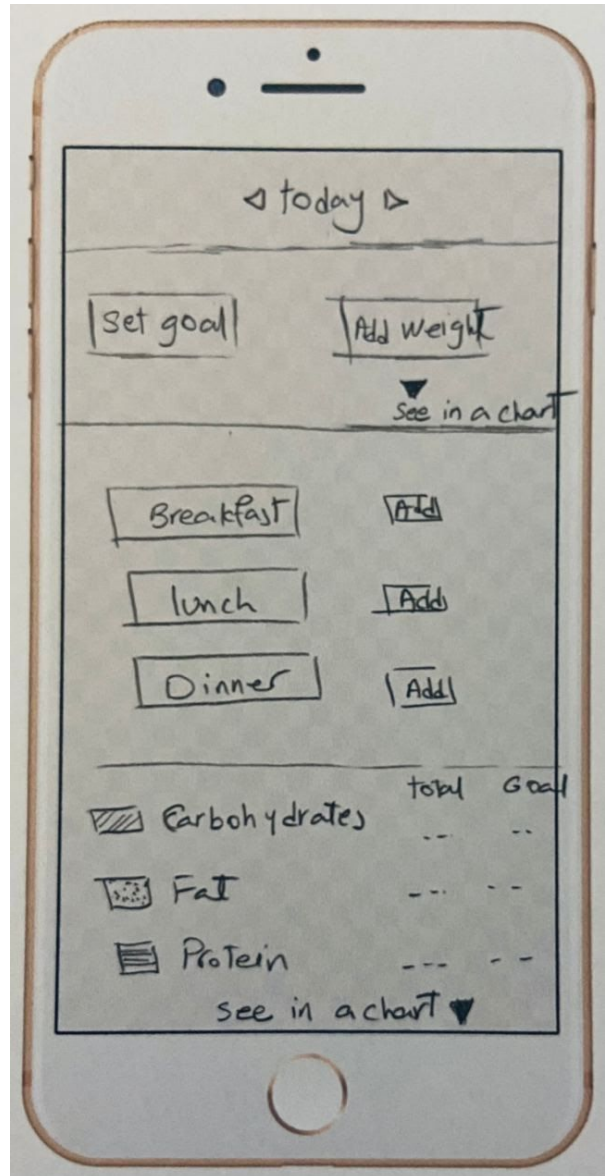 today
Set goal Add weight
See in a chart
Breakfast Add
lunch Add
Dinner Add
total Goal
Carbohydrates
Fat
Protein
see in a chart